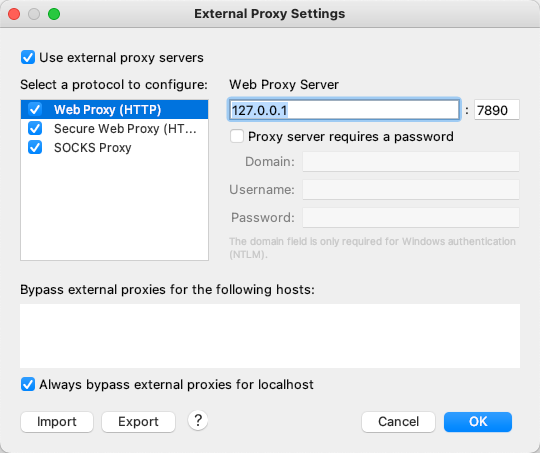 External Proxy Settings
Use external proxy servers
Select a protocol to configure:
Web Proxy (HTTP)
Secure Web Proxy (HT...
SOCKS Proxy
Web Proxy Server
127.0.0.1 : 7890
Proxy server requires a password
Domain:
Username:
Password:
The domain field is only required for Windows authentication
(NTLM).
Bypass external proxies for the following hosts:
Always bypass external proxies for localhost
Import Export ? Cancel OK